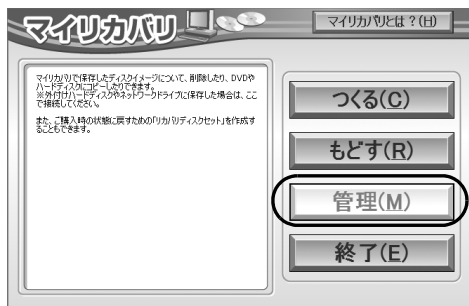 マイリカバリ
マイリカバリとは？(H)
マイリカバリで保存したディスクイメージについて、削除したり、DVDや
ハードディスクにコピーしたりできます。
※外付けハードディスクやネットワークドライブに保存した場合は、ここ
で接続してください。
また、ご購入時の状態に戻すための「リカバリディスクセット」を作成す
ることもできます。
つくる(C)
もどす(R)
管理(M)
終了(E)